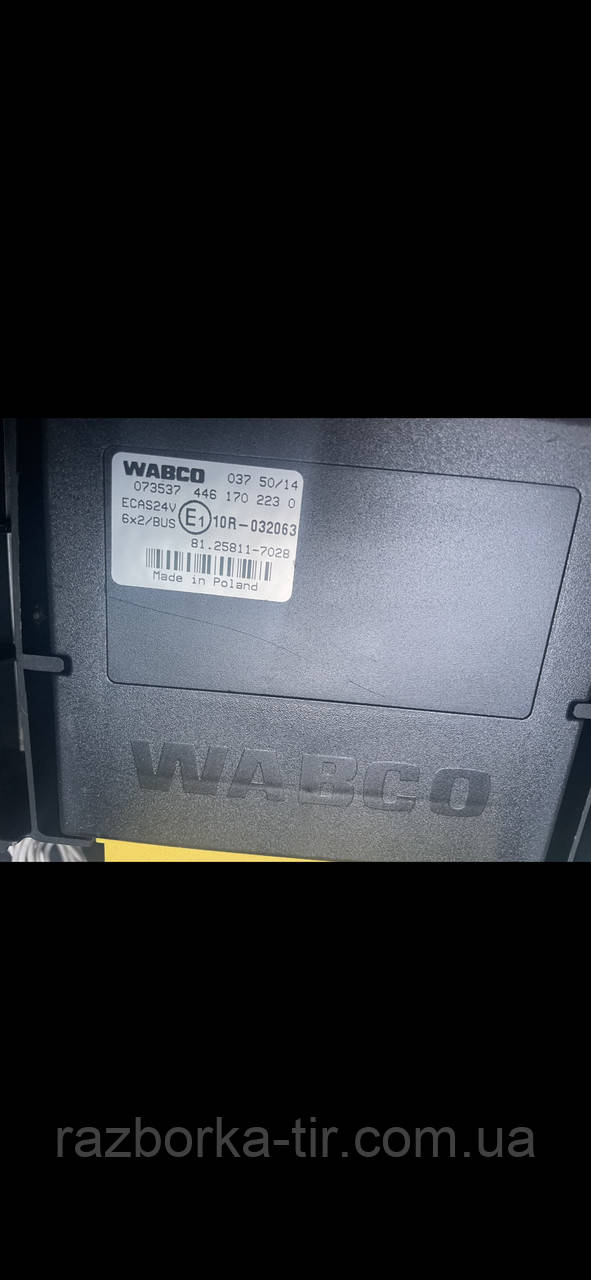 WABCO 037 50/14
073537 446 170 223 0
ECAS24V
6x2/BUS E1 10R-032063
81.25811-7028
Made in Poland
WABCO
razborka-tir.com.ua